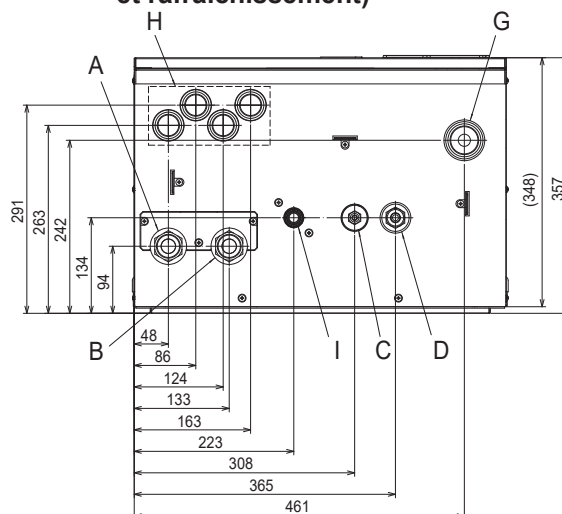 et rafraîchissement)
H
G
A
291
263
242
134
94
(348)
357
48
B
I
C
D
86
124
133
163
223
308
365
461